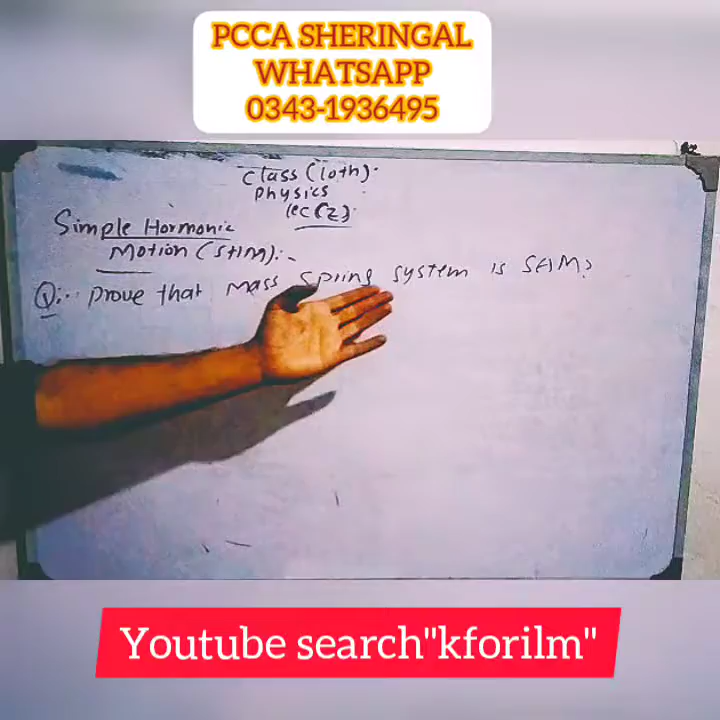 PCCA SHERINGAL
WHATSAPP
0343-1936495
Class (10th).
Physics
lec (2).
Simple Hormonic
Motion (SHM):-
Q:.. Prove that Mass Spring system is SHM?
Youtube search"kforilm"